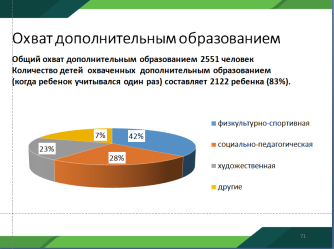 Охват дополнительным образованием
Общий охват дополнительным образованием 2551 человек
Количество детей охваченных дополнительным образованием
(когда ребенок учитывался один раз) составляет 2122 ребенка (83%).
7%
42%
23%
28%
физкультурно-спортивная
социально-педагогическая
художественная
другие